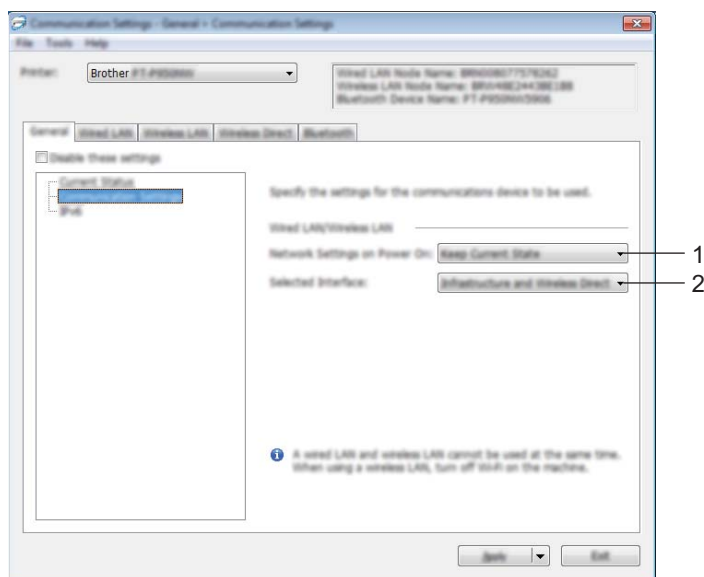 Communication Settings - General > Communication Settings
File Tools Help
Printer:
Brother PT-P950NW
Wired LAN Node Name:
Wireless LAN Node Name:
Bluetooth Device Name:
General Wired LAN Wireless LAN Wireless Direct Bluetooth
Disable these settings
Current Status
Communication Settings
IPv6
Specify the settings for the communications device to be used.
Wired LAN/Wireless LAN
Network Settings on Power On: Keep Current State
1
Selected Interface: Infrastructure and Wireless Direct
2
A wired LAN and wireless LAN cannot be used at the same time.
When using a wireless LAN, turn off Wi-Fi on the machine.
Apply Exit